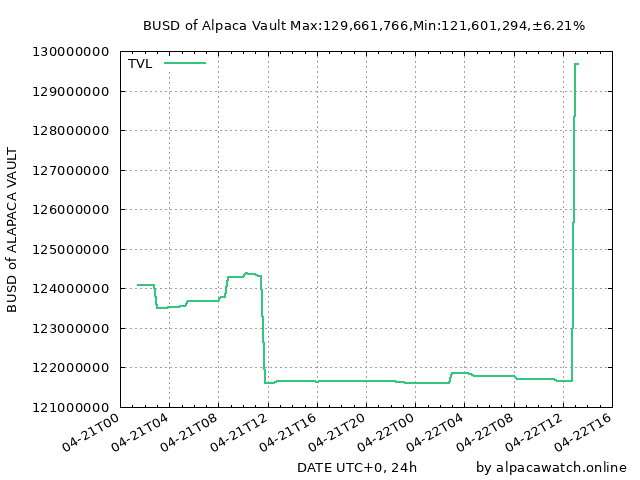 BUSD of Alpaca Vault Max:129,661,766,Min:121,601,294,±6.21%
130000000
TVL
129000000
128000000
127000000
126000000
125000000
124000000
123000000
122000000
121000000
BUSD of ALAPACA VAULT
04-21T00
04-21T04
04-21T08
04-21T12
04-21T16
04-21T20
04-22T00
04-22T04
04-22T08
04-22T12
04-22T16
DATE UTC+0, 24h
by alpacawatch.online